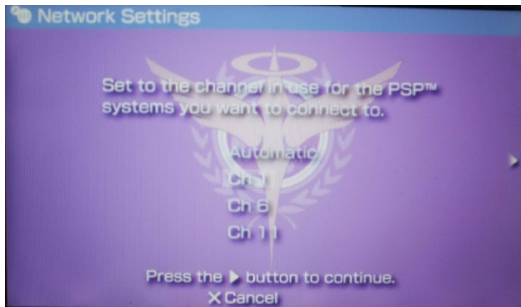 Network Settings
Set to the channel in use for the PSP™
systems you want to connect to.
Automatic
Ch 1
Ch 6
Ch 11
Press the ▶ button to continue.
✕ Cancel